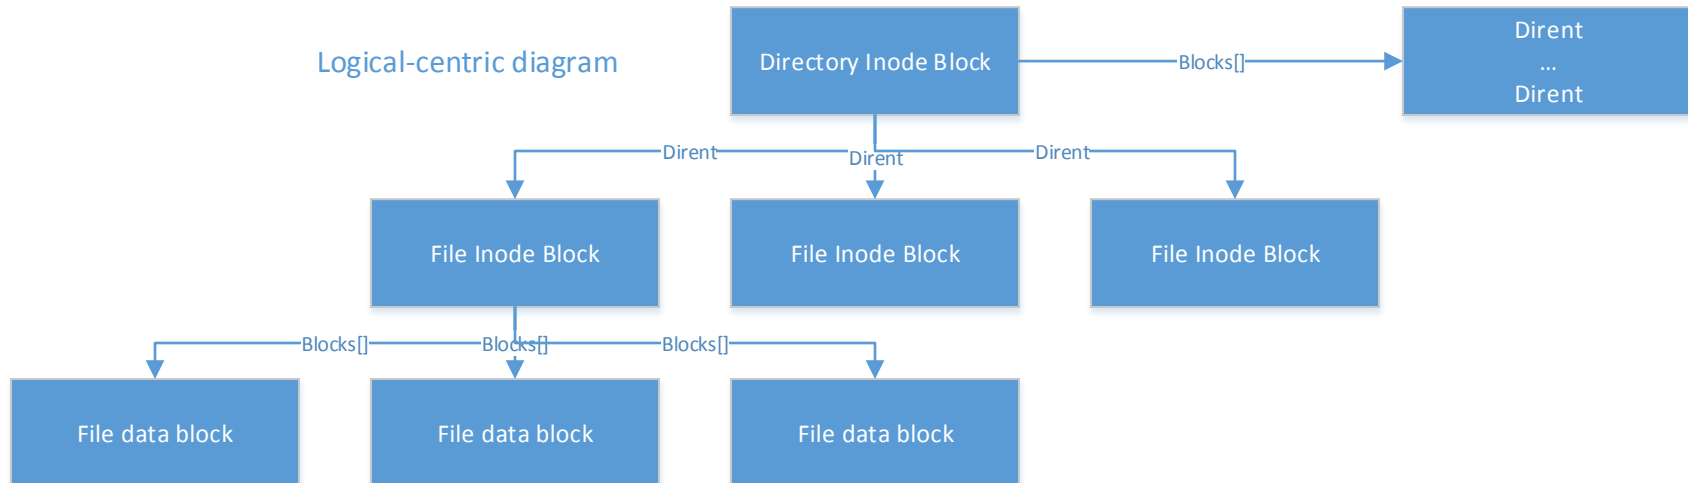 Logical-centric diagram
Directory Inode Block
Blocks[]
Dirent
...
Dirent
Dirent
Dirent
Dirent
File Inode Block
File Inode Block
File Inode Block
Blocks[]
Blocks[]
Blocks[]
File data block
File data block
File data block